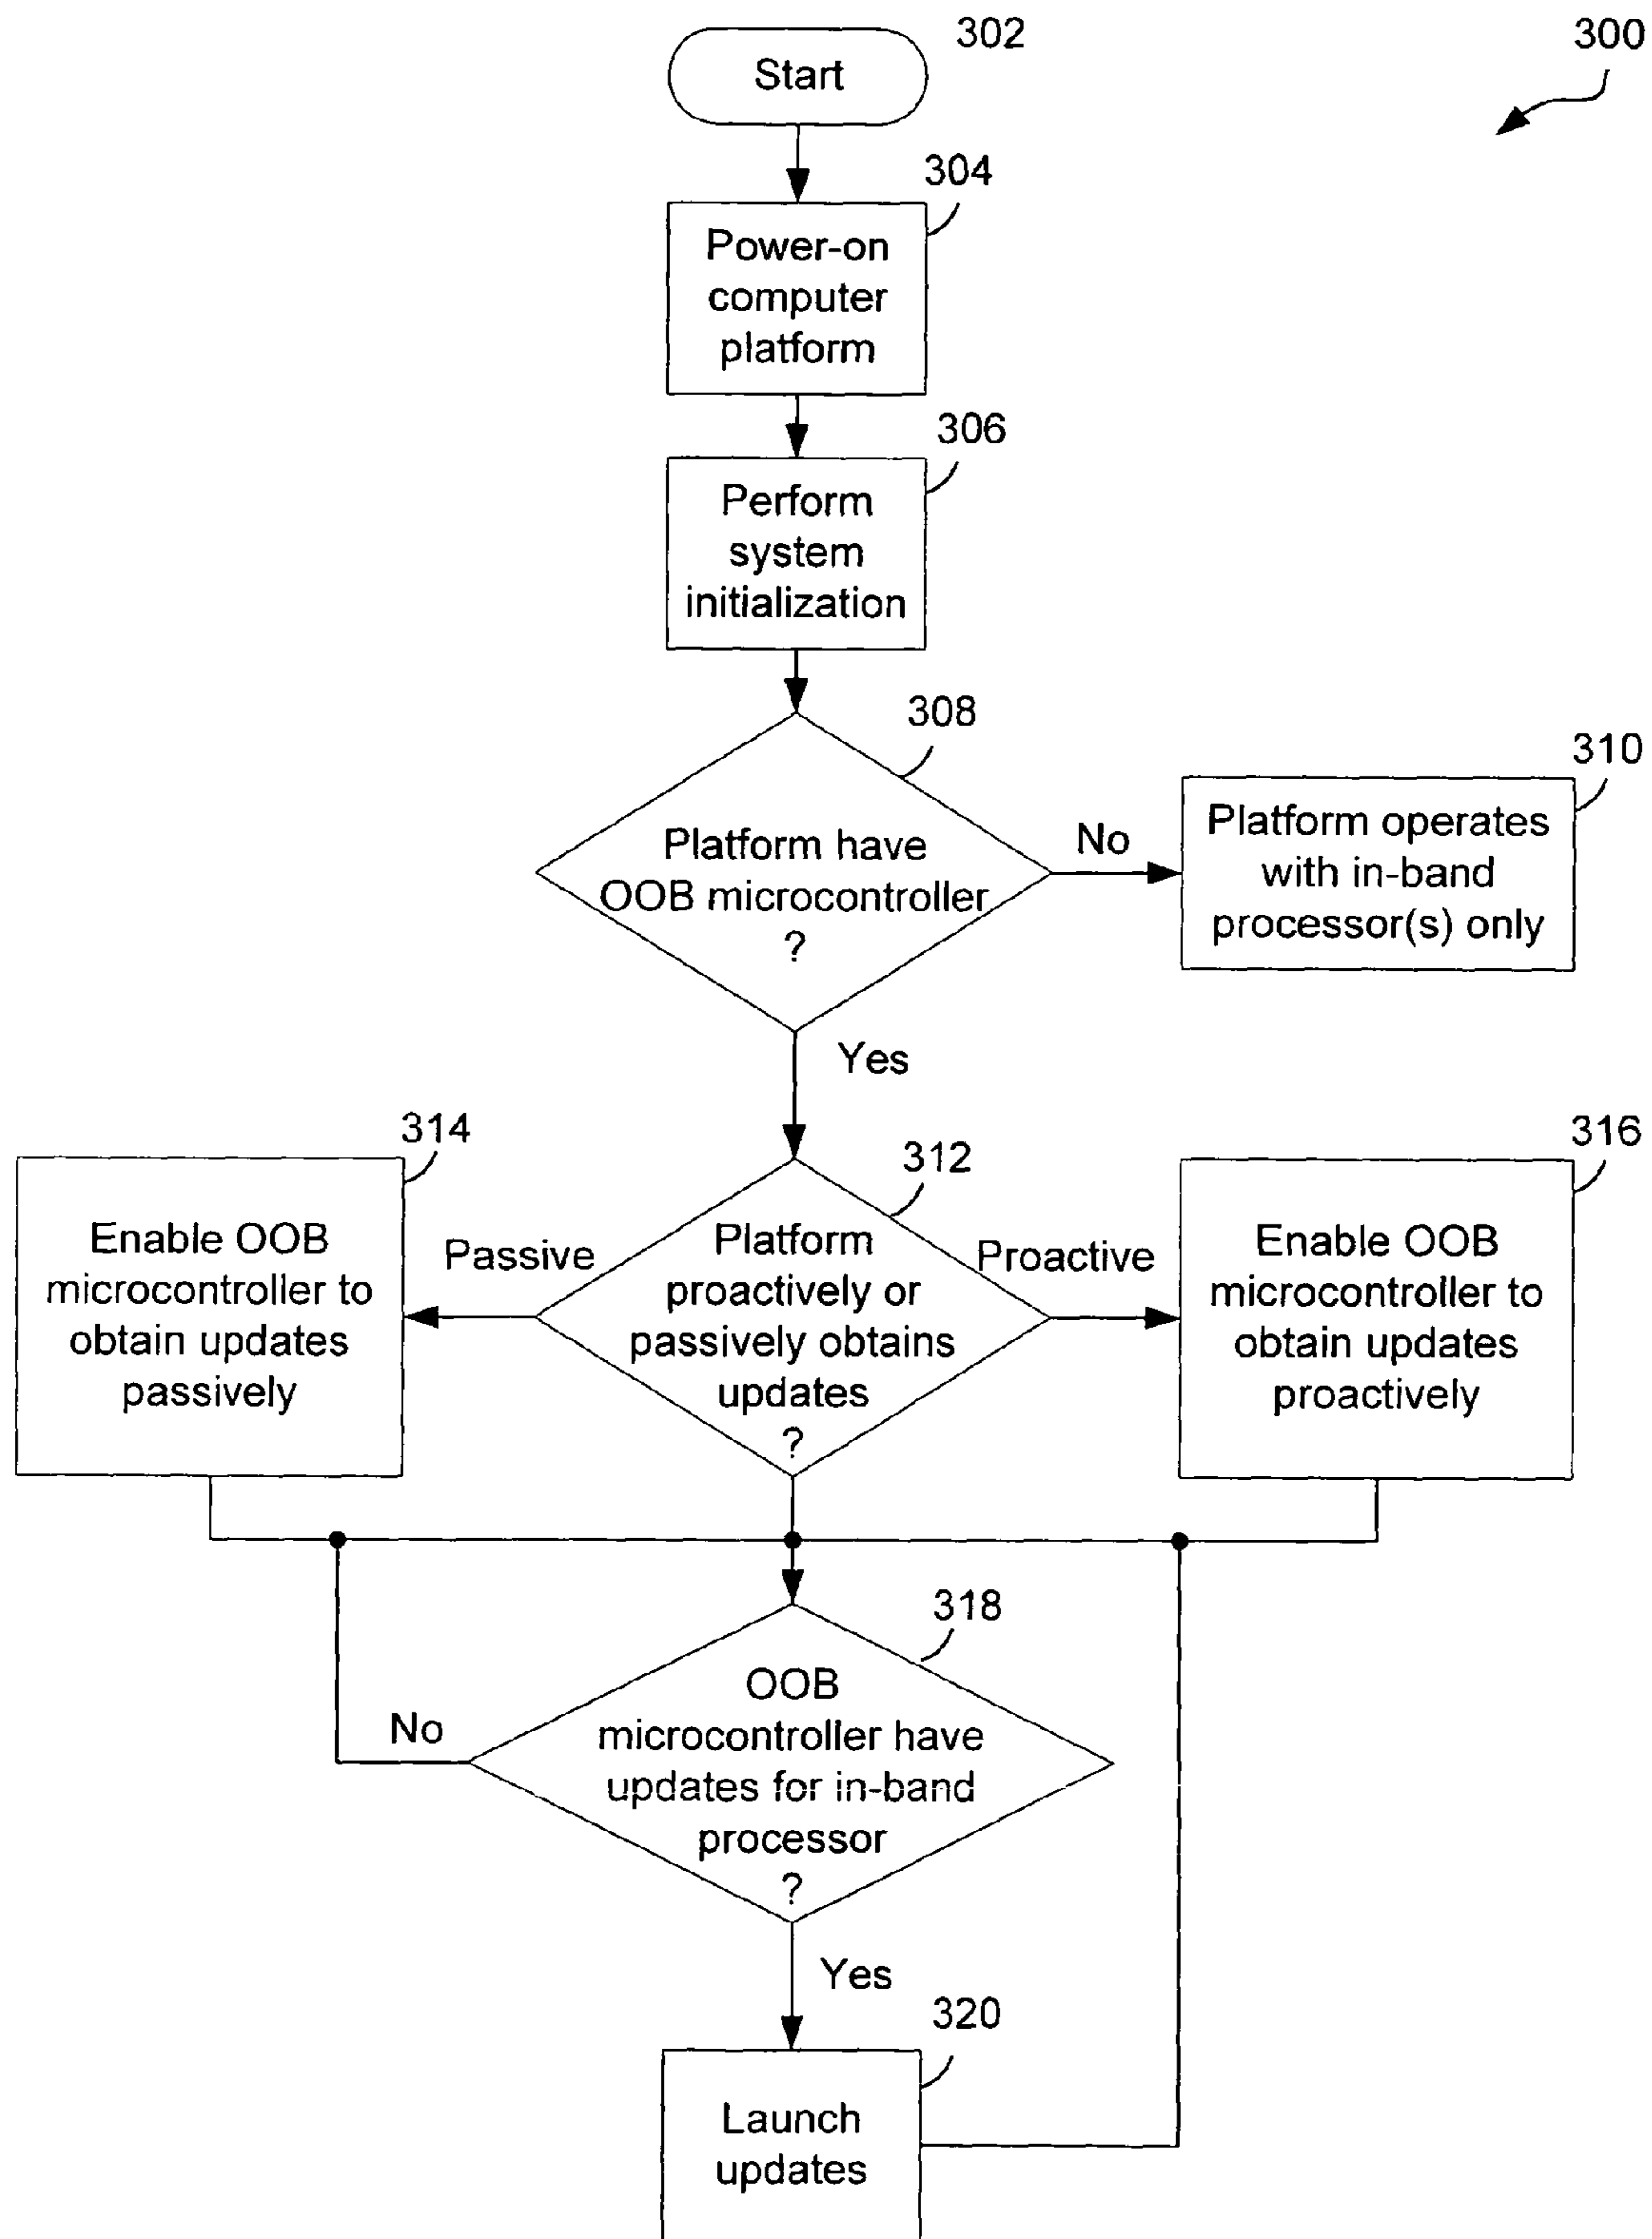 302
300
Start
304
Power-on
computer
platform
306
Perform
system
initialization
308
310
Platform have
OOB microcontroller
?
No
Platform operates
with in-band
processor(s) only
Yes
314
312
316
Enable OOB
microcontroller to
obtain updates
passively
Passive
Platform
proactively or
passively obtains
updates
?
Proactive
Enable OOB
microcontroller to
obtain updates
proactively
318
OOB
microcontroller have
updates for in-band
processor
?
No
Yes
320
Launch
updates